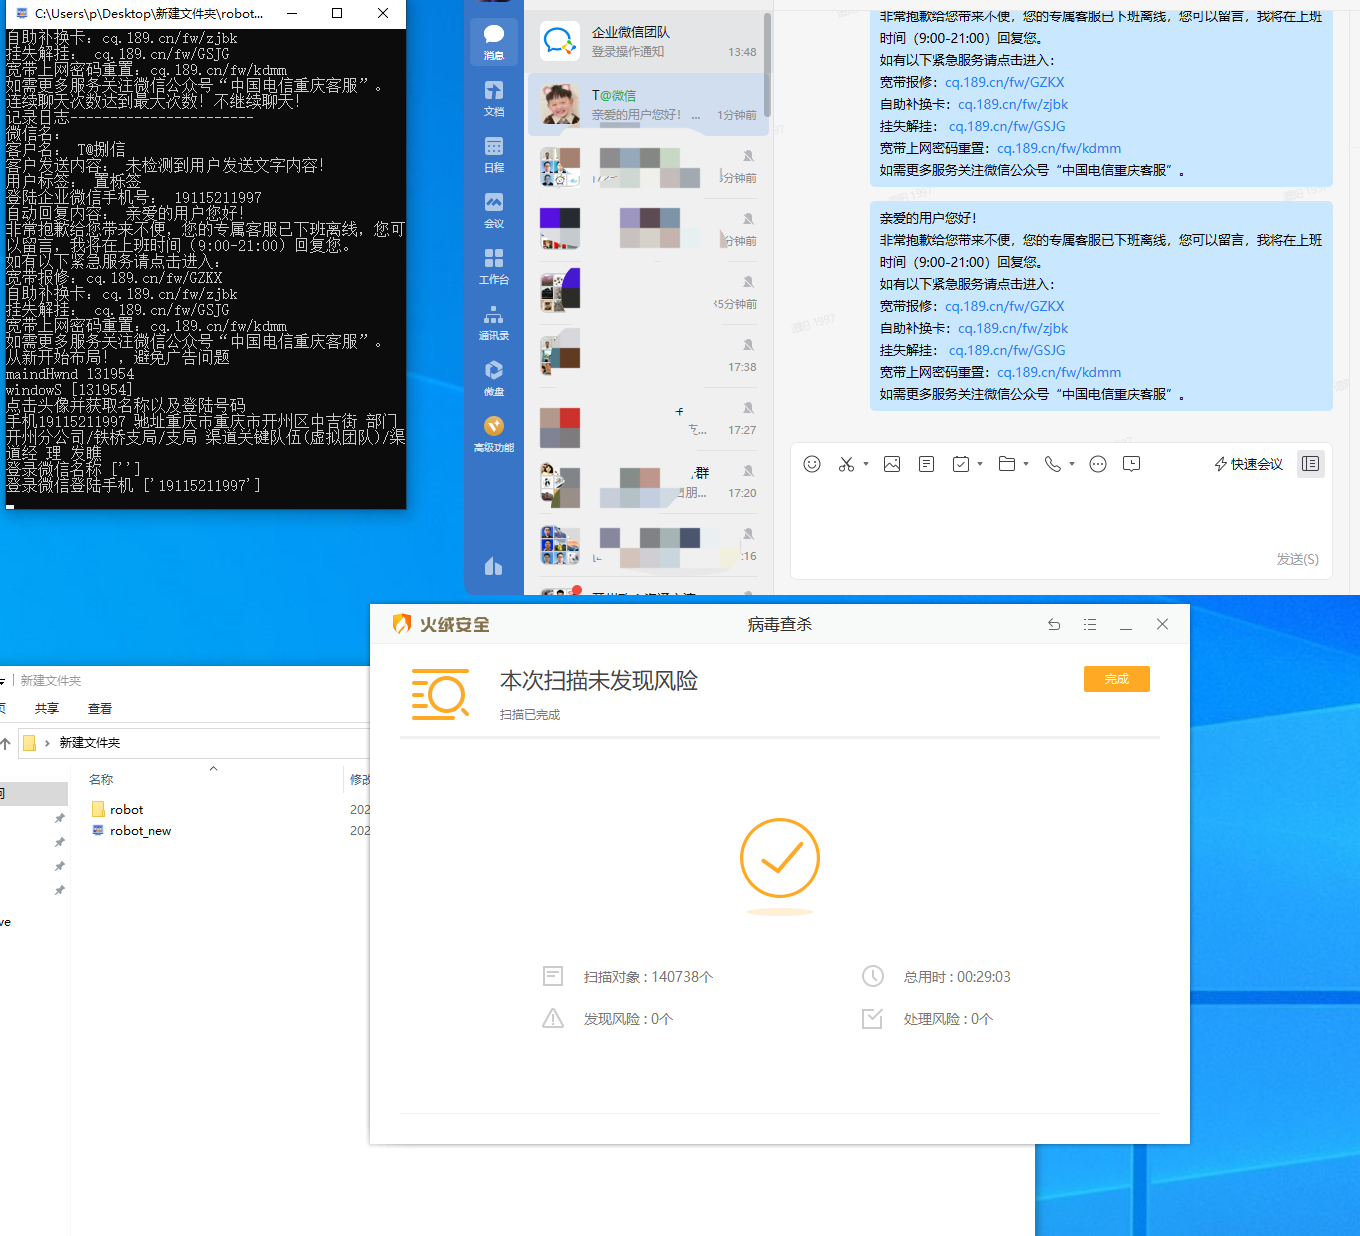 C:\Users\p\Desktop\新建文件夹\robot...
自助补换卡: cq.189.cn/fw/zjbk
挂失解挂: cq.189.cn/fw/GSJG
宽带上网密码重置: cq.189.cn/fw/kdmm
如需更多服务关注微信公众号“中国电信重庆客服”。
连续聊天次数达到最大次数! 不继续聊天!
记录日志-----------------------
微信名:
客户名: T@捌信
客户发送内容: 未检测到用户发送文字内容!
用户标签: 置标签
登陆企业微信手机号: 19115211997
自动回复内容: 亲爱的用户您好!
非常抱歉给您带来不便, 您的专属客服已下班离线, 您可
以留言, 我将在上班时间 (9:00-21:00) 回复您。
如有以下紧急服务请点击进入:
宽带报修: cq.189.cn/fw/GZKX
自助补换卡: cq.189.cn/fw/zjbk
挂失解挂: cq.189.cn/fw/GSJG
宽带上网密码重置: cq.189.cn/fw/kdmm
如需更多服务关注微信公众号“中国电信重庆客服”。
从新开始布局!, 避免广告问题
maindHwnd 131954
windowS [131954]
点击头像并获取名称以及登陆号码
手机19115211997 驰址重庆市重庆市开州区中吉街 部门
开州分公司/铁桥支局/支局 渠道关键队伍(虚拟团队)/渠
道经 理 发瞧
登录微信名称 ['']
登录微信登陆手机 ['19115211997']
消息
文档
日程
会议
工作台
通讯录
微盘
高级功能
企业微信团队
登录操作通知
13:48
T@微信
亲爱的用户您好! ...
1分钟前
分钟前
分钟前
35分钟前
17:38
17:27
群
朋...
17:20
:16
非常抱歉给您带来不便，您的专属客服已下班离线，您可以留言，我将在上班
时间（9:00-21:00）回复您。
如有以下紧急服务请点击进入：
宽带报修：cq.189.cn/fw/GZKX
自助补换卡：cq.189.cn/fw/zjbk
挂失解挂： cq.189.cn/fw/GSJG
宽带上网密码重置：cq.189.cn/fw/kdmm
如需更多服务关注微信公众号“中国电信重庆客服”。
亲爱的用户您好！
非常抱歉给您带来不便，您的专属客服已下班离线，您可以留言，我将在上班
时间（9:00-21:00）回复您。
如有以下紧急服务请点击进入：
宽带报修：cq.189.cn/fw/GZKX
自助补换卡：cq.189.cn/fw/zjbk
挂失解挂： cq.189.cn/fw/GSJG
宽带上网密码重置：cq.189.cn/fw/kdmm
如需更多服务关注微信公众号“中国电信重庆客服”。
快速会议
发送(S)
火绒安全
病毒查杀
本次扫描未发现风险
扫描已完成
完成
扫描对象 : 140738个
总用时 : 00:29:03
发现风险 : 0个
处理风险 : 0个
新建文件夹
共享
查看
新建文件夹
名称
修改
robot
202
robot_new
202